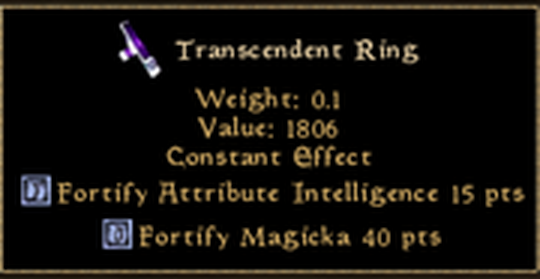 Transcendent Ring
Weight: 0.1
Value: 1806
Constant Effect
Fortify Attribute Intelligence 15 pts
Fortify Magicka 40 pts